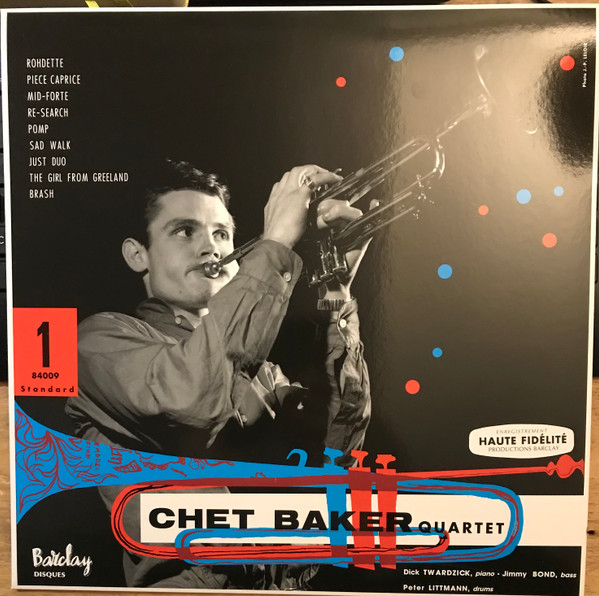 ROHDETTE
PIECE CAPRICE
MID-FORTE
RE-SEARCH
POMP
SAD WALK
JUST DUO
THE GIRL FROM GREELAND
BRASH
Photo J. P. LELOIR
1
84009
Standard
ENREGISTREMENT
HAUTE FIDÉLITÉ
PRODUCTIONS BARCLAY
CHET BAKER QUARTET
Barclay
DISQUES
Dick TWARDZICK, piano - Jimmy BOND, bass
Peter LITTMANN, drums